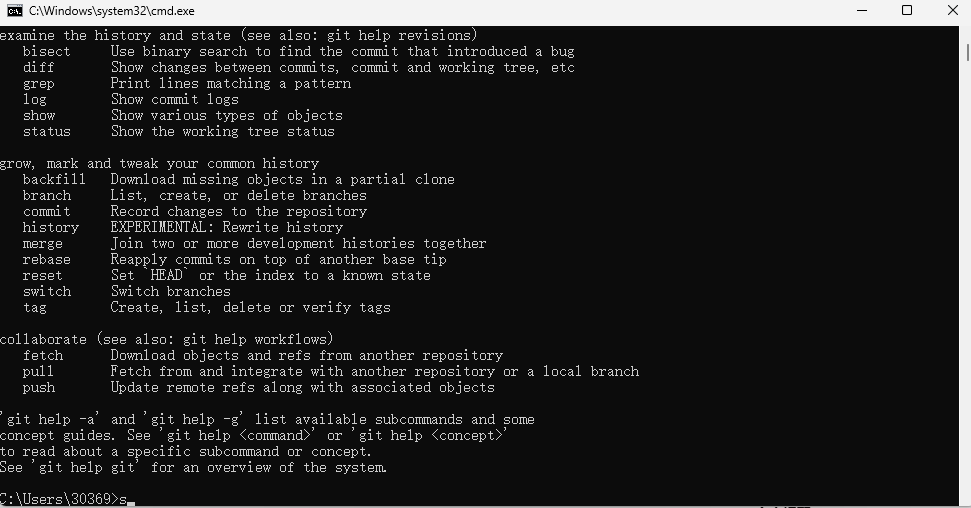 C:\Windows\system32\cmd.exe
examine the history and state (see also: git help revisions)
   bisect     Use binary search to find the commit that introduced a bug
   diff       Show changes between commits, commit and working tree, etc
   grep       Print lines matching a pattern
   log        Show commit logs
   show       Show various types of objects
   status     Show the working tree status

grow, mark and tweak your common history
   backfill   Download missing objects in a partial clone
   branch     List, create, or delete branches
   commit     Record changes to the repository
   history    EXPERIMENTAL: Rewrite history
   merge      Join two or more development histories together
   rebase     Reapply commits on top of another base tip
   reset      Set `HEAD` or the index to a known state
   switch     Switch branches
   tag        Create, list, delete or verify tags

collaborate (see also: git help workflows)
   fetch      Download objects and refs from another repository
   pull       Fetch from and integrate with another repository or a local branch
   push       Update remote refs along with associated objects

'git help -a' and 'git help -g' list available subcommands and some
concept guides. See 'git help <command>' or 'git help <concept>'
to read about a specific subcommand or concept.
See 'git help git' for an overview of the system.

C:\Users\30369>s